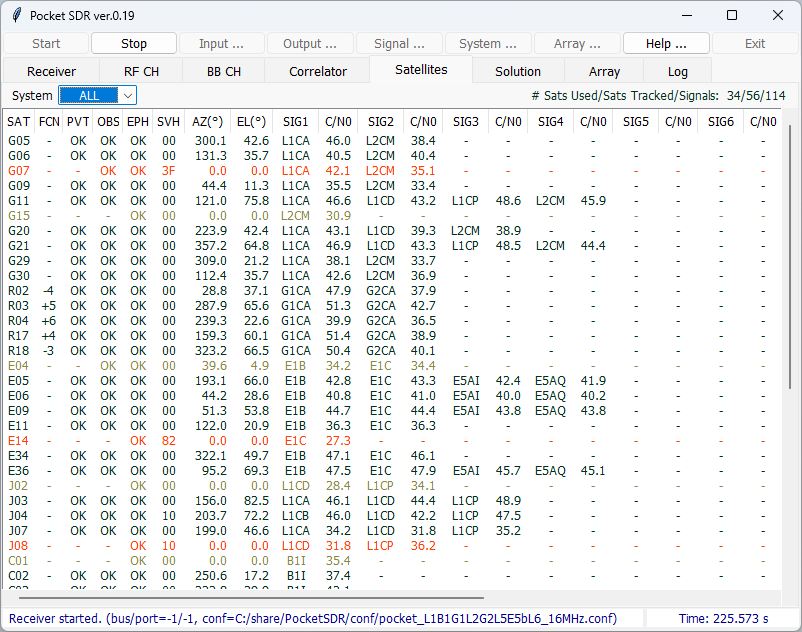 Pocket SDR ver.0.19
Start Stop Input ... Output ... Signal ... System ... Array ... Help ... Exit
Receiver RF CH BB CH Correlator Satellites Solution Array Log
System ALL # Sats Used/Sats Tracked/Signals: 34/56/114
SAT FCN PVT OBS EPH SVH AZ(°) EL(°) SIG1 C/N0 SIG2 C/N0 SIG3 C/N0 SIG4 C/N0 SIG5 C/N0 SIG6 C/N0
G05 - OK OK OK 00 300.1 42.6 L1CA 46.0 L2CM 38.4 - - - - - - - -
G06 - OK OK OK 00 131.3 35.7 L1CA 40.5 L2CM 40.4 - - - - - - - -
G07 - - OK OK 3F 0.0 0.0 L1CA 42.1 L2CM 35.1 - - - - - - - -
G09 - OK OK OK 00 44.4 11.3 L1CA 35.5 L2CM 33.4 - - - - - - - -
G11 - OK OK OK 00 121.0 75.8 L1CA 46.6 L1CD 43.2 L1CP 48.6 L2CM 45.9 - - - -
G15 - - - OK 00 0.0 0.0 L2CM 30.9 - - - - - - - - - -
G20 - OK OK OK 00 223.9 42.4 L1CA 43.1 L1CD 39.3 L2CM 38.9 - - - - - -
G21 - OK OK OK 00 357.2 64.8 L1CA 46.9 L1CD 43.3 L1CP 48.5 L2CM 44.4 - - - -
G29 - OK OK OK 00 309.0 21.2 L1CA 38.1 L2CM 33.7 - - - - - - - -
G30 - OK OK OK 00 112.4 35.7 L1CA 42.6 L2CM 36.9 - - - - - - - -
R02 -4 OK OK OK 00 28.8 37.1 G1CA 47.9 G2CA 37.9 - - - - - - - -
R03 +5 OK OK OK 00 287.9 65.6 G1CA 51.3 G2CA 42.7 - - - - - - - -
R04 +6 OK OK OK 00 239.3 22.6 G1CA 39.9 G2CA 36.5 - - - - - - - -
R17 +4 OK OK OK 00 159.3 60.1 G1CA 51.4 G2CA 38.9 - - - - - - - -
R18 -3 OK OK OK 00 323.2 66.5 G1CA 50.4 G2CA 40.1 - - - - - - - -
E04 - - OK OK 00 39.6 4.9 E1B 34.2 E1C 34.4 - - - - - - - -
E05 - OK OK OK 00 193.1 66.0 E1B 42.8 E1C 43.3 E5AI 42.4 E5AQ 41.9 - - - -
E06 - OK OK OK 00 44.2 28.6 E1B 40.8 E1C 41.0 E5AI 40.0 E5AQ 40.2 - - - -
E09 - OK OK OK 00 51.3 53.8 E1B 44.7 E1C 44.4 E5AI 43.8 E5AQ 43.8 - - - -
E11 - OK OK OK 00 122.0 20.9 E1B 36.3 E1C 36.3 - - - - - - - -
E14 - - - OK 82 0.0 0.0 E1C 27.3 - - - - - - - - - -
E34 - OK OK OK 00 322.1 49.7 E1B 47.1 E1C 46.1 - - - - - - - -
E36 - OK OK OK 00 95.2 69.3 E1B 47.5 E1C 47.9 E5AI 45.7 E5AQ 45.1 - - - -
J02 - - - OK 00 0.0 0.0 L1CD 28.4 L1CP 34.1 - - - - - - - -
J03 - OK OK OK 00 156.0 82.5 L1CA 46.1 L1CD 44.4 L1CP 48.9 - - - - - -
J04 - OK OK OK 10 203.7 72.2 L1CB 46.0 L1CD 42.2 L1CP 47.5 - - - - - -
J07 - OK OK OK 00 199.0 46.6 L1CA 34.2 L1CD 31.8 L1CP 35.2 - - - - - -
J08 - - - OK 10 0.0 0.0 L1CD 31.8 L1CP 36.2 - - - - - - - -
C01 - - - OK 00 0.0 0.0 B1I 35.4 - - - - - - - - - -
C02 - OK OK OK 00 250.6 17.2 B1I 37.4 - - - - - - - - - -
Receiver started. (bus/port=-1/-1, conf=C:/share/PocketSDR/conf/pocket_L1B1G1L2G2L5E5bL6_16MHz.conf) Time: 225.573 s